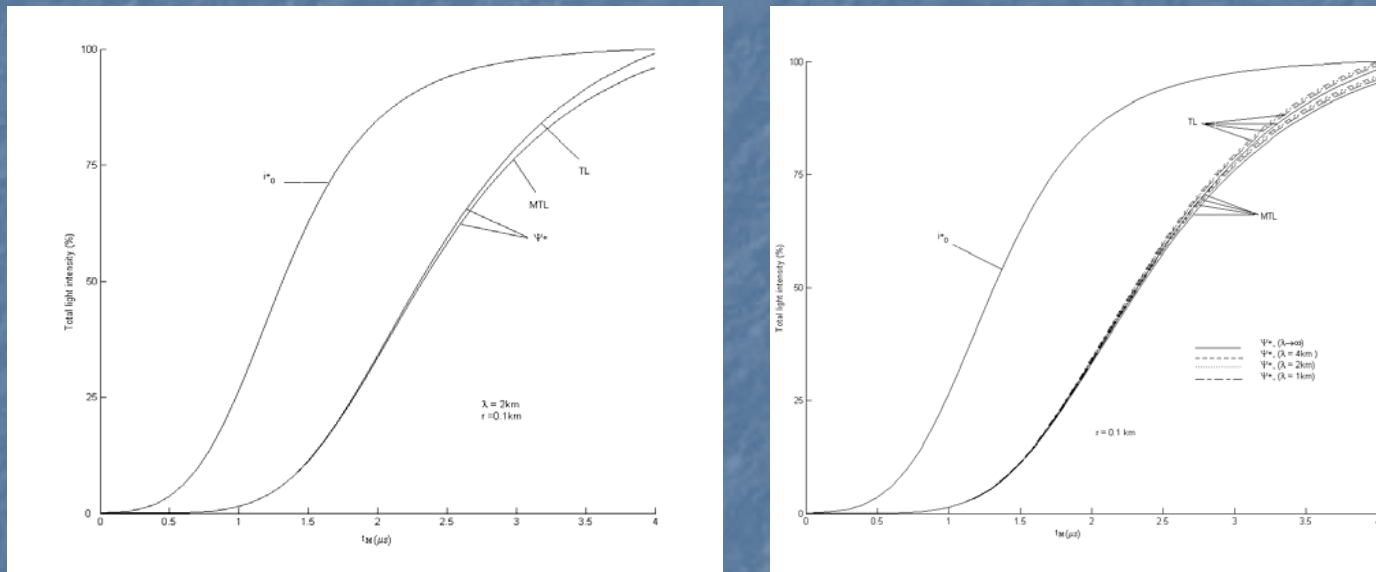 100
75
50
25
0
Total light intensity (%)
i*₀
TL
MTL
Ψ*
λ = 2km
r =0.1km
0 0.5 1 1.5 2 2.5 3 3.5 4
t_M(μs)
100
75
50
25
0
Total light intensity (%)
TL
MTL
i*₀
Ψ*, (λ→∞)
Ψ*, (λ = 4km )
Ψ*, (λ = 2km)
Ψ*, (λ = 1km)
r = 0.1 km
0 0.5 1 1.5 2 2.5 3 3.5
t_M(μs)